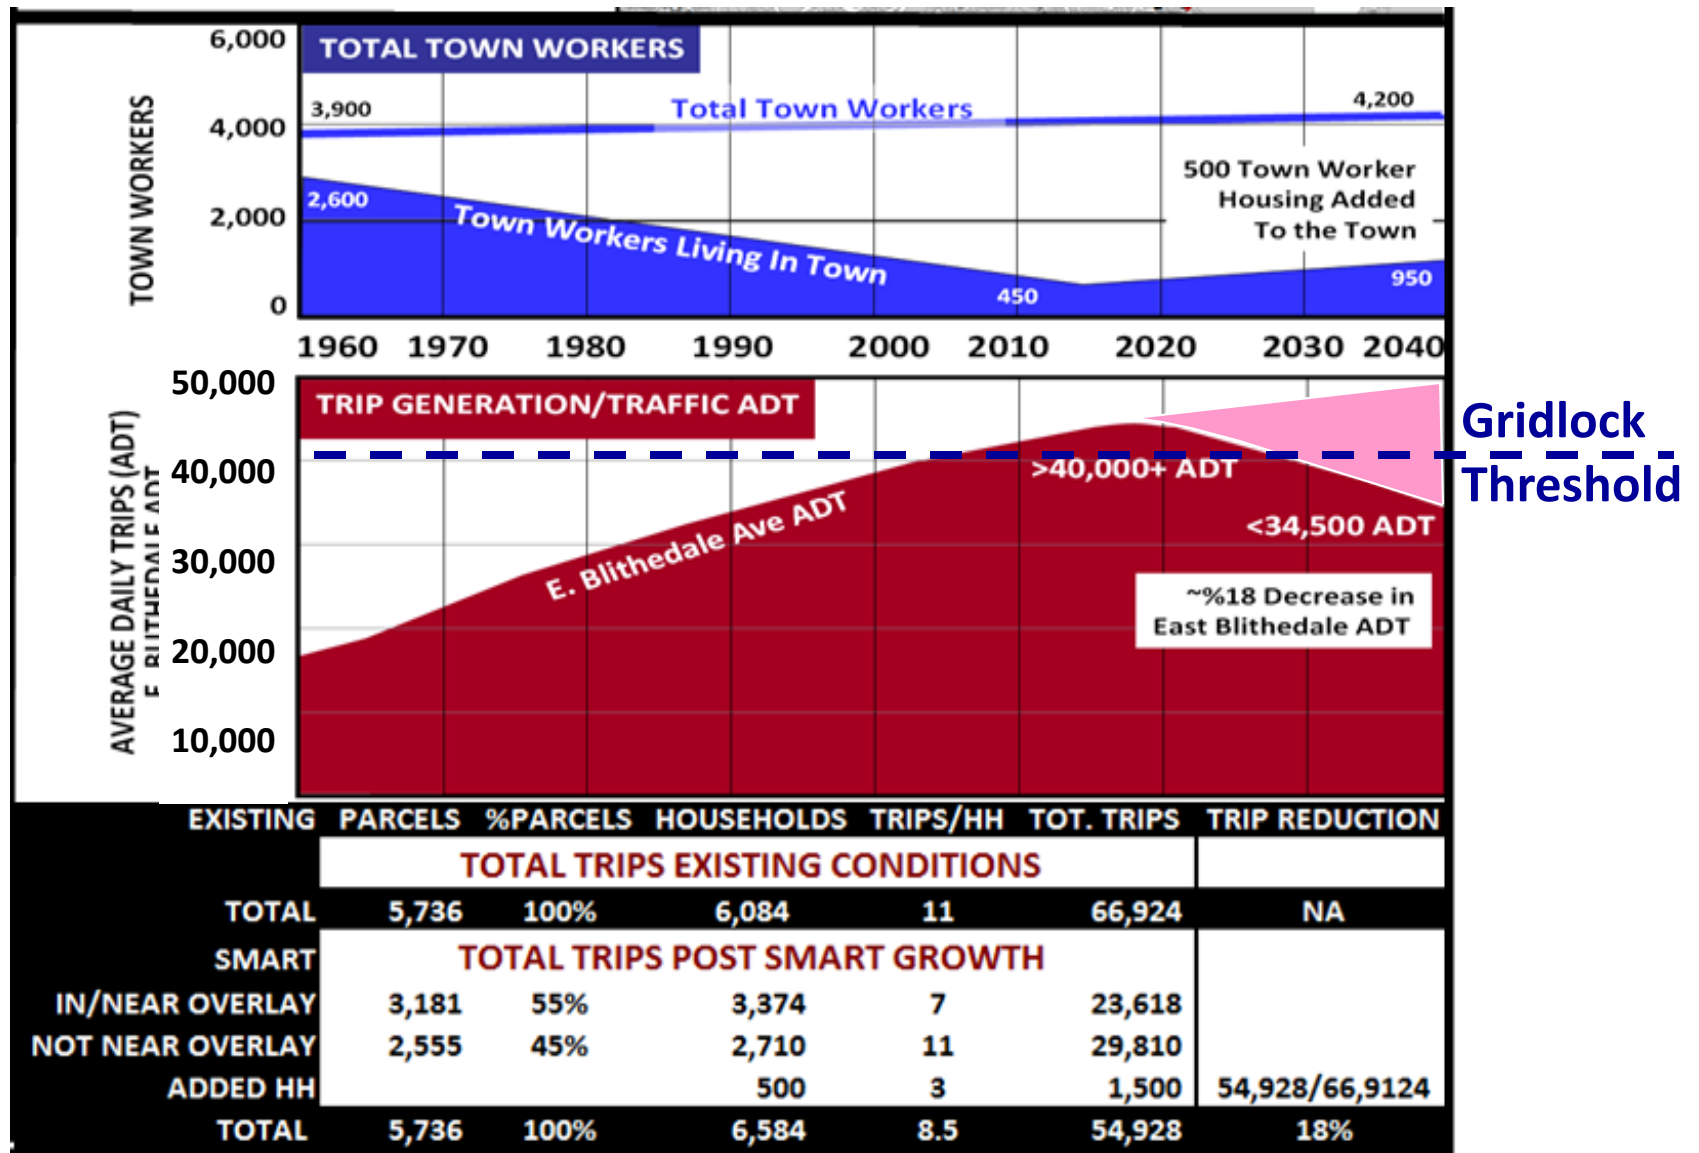 6,000
TOTAL TOWN WORKERS
3,900
Total Town Workers
4,200
4,000
TOWN WORKERS
500 Town Worker
Housing Added
To the Town
2,600
2,000
Town Workers Living In Town
450
950
0
1960 1970 1980 1990 2000 2010 2020 2030 2040
50,000
TRIP GENERATION/TRAFFIC ADT
Gridlock
Threshold
40,000
>40,000+ ADT
E. Blithedale Ave ADT
<34,500 ADT
AVERAGE DAILY TRIPS (ADT)
E. BLITHEDALE ADT
30,000
~%18 Decrease in
East Blithedale ADT
20,000
10,000
EXISTING PARCELS %PARCELS HOUSEHOLDS TRIPS/HH TOT. TRIPS TRIP REDUCTION
TOTAL TRIPS EXISTING CONDITIONS
TOTAL 5,736 100% 6,084 11 66,924 NA
SMART TOTAL TRIPS POST SMART GROWTH
IN/NEAR OVERLAY 3,181 55% 3,374 7 23,618
NOT NEAR OVERLAY 2,555 45% 2,710 11 29,810
ADDED HH 500 3 1,500 54,928/66,9124
TOTAL 5,736 100% 6,584 8.5 54,928 18%